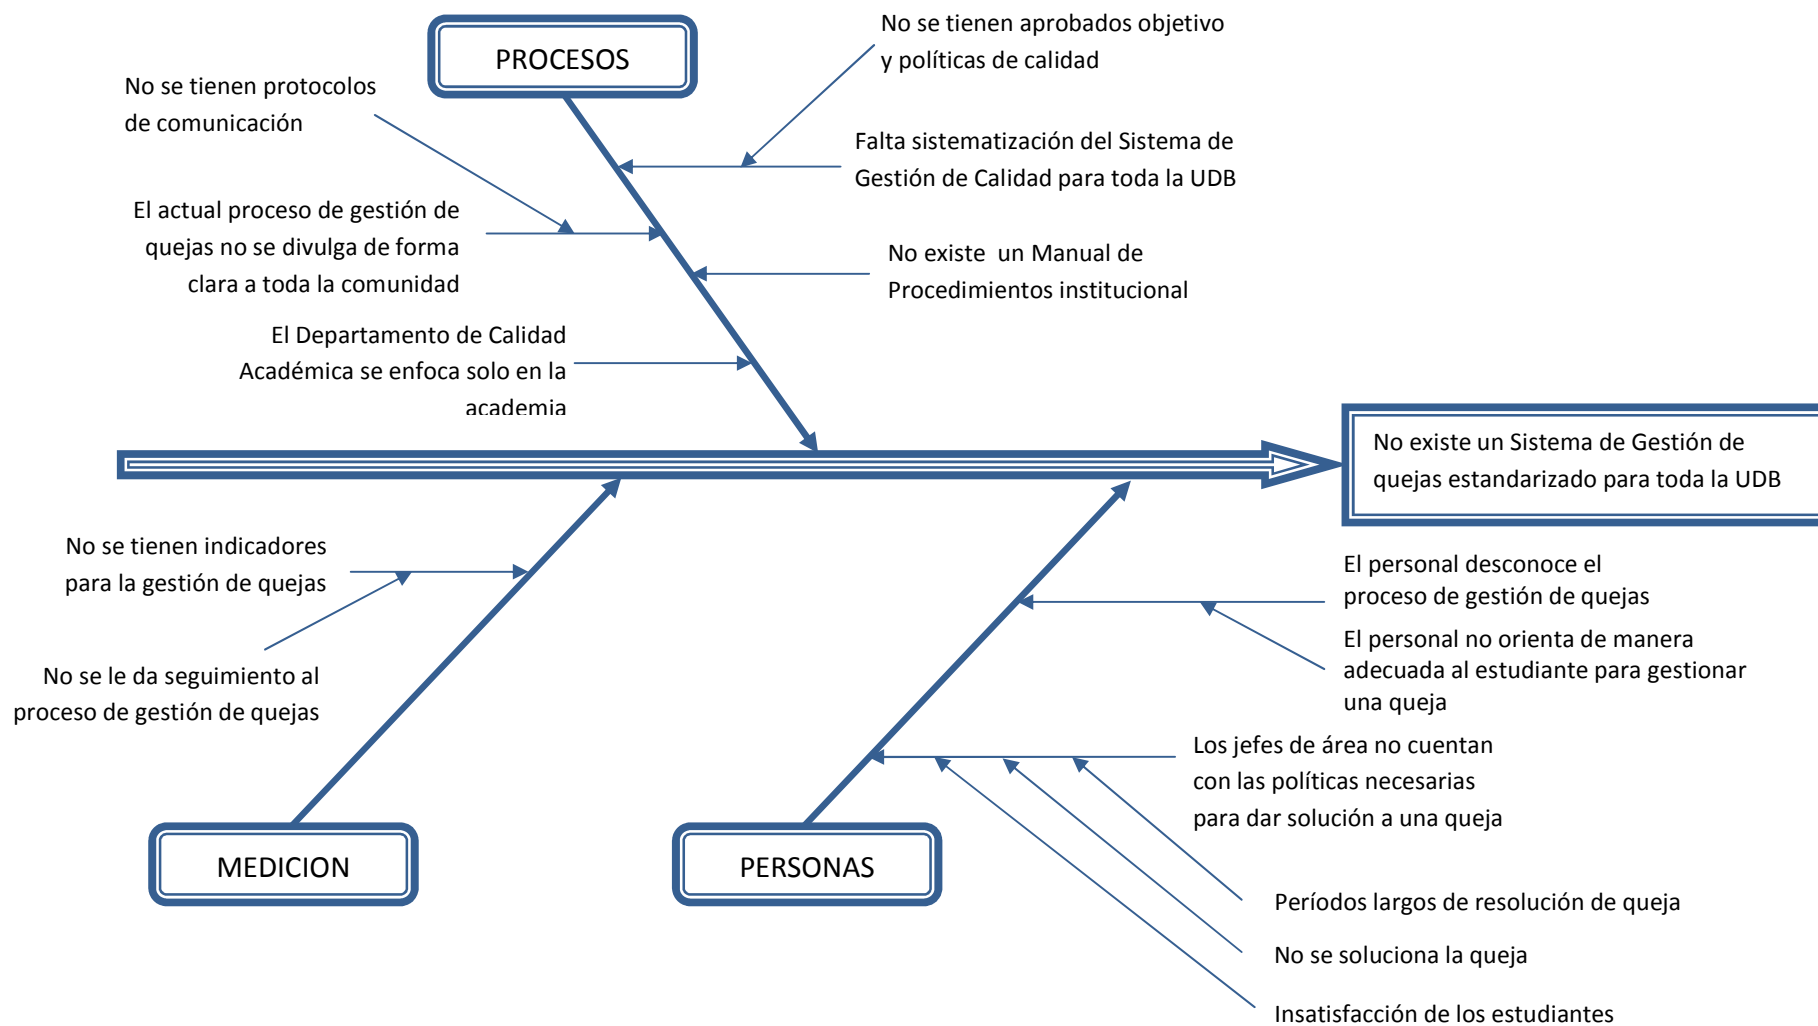 PROCESOS
No se tienen aprobados objetivo
y políticas de calidad
No se tienen protocolos
de comunicación
Falta sistematización del Sistema de
Gestión de Calidad para toda la UDB
El actual proceso de gestión de
quejas no se divulga de forma
clara a toda la comunidad
No existe un Manual de
Procedimientos institucional
El Departamento de Calidad
Académica se enfoca solo en la
academia
No existe un Sistema de Gestión de
quejas estandarizado para toda la UDB
No se tienen indicadores
para la gestión de quejas
No se le da seguimiento al
proceso de gestión de quejas
El personal desconoce el
proceso de gestión de quejas
El personal no orienta de manera
adecuada al estudiante para gestionar
una queja
Los jefes de área no cuentan
con las políticas necesarias
para dar solución a una queja
MEDICION
PERSONAS
Períodos largos de resolución de queja
No se soluciona la queja
Insatisfacción de los estudiantes